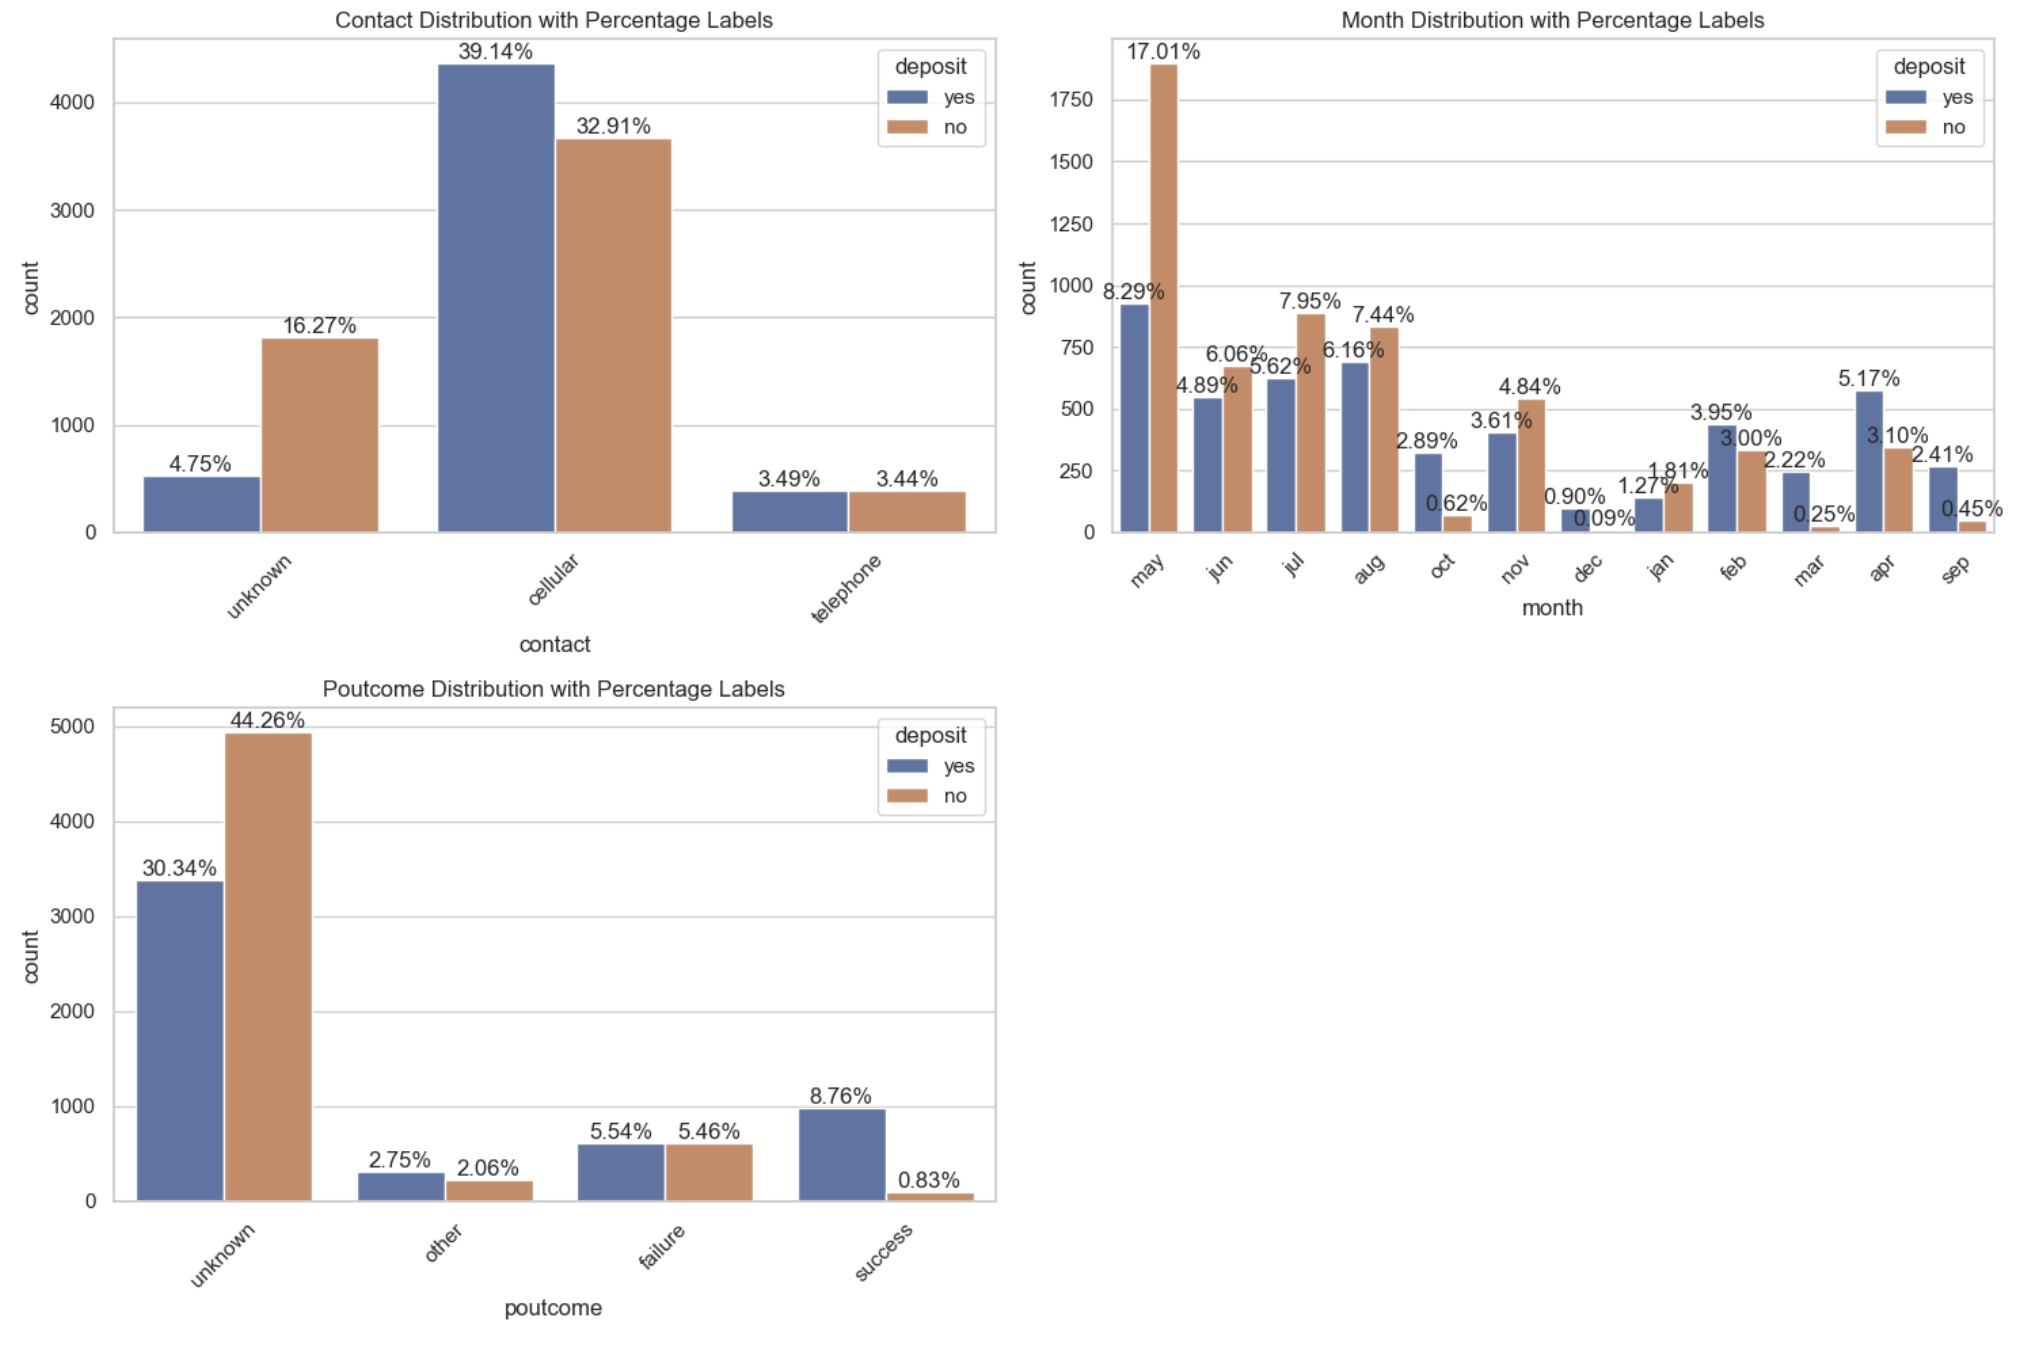 Contact Distribution with Percentage Labels
count
4000
3000
2000
1000
0
4.75%
16.27%
39.14%
32.91%
3.49%
3.44%
deposit
yes
no
unknown
cellular
telephone
contact
Month Distribution with Percentage Labels
count
1750
1500
1250
1000
750
500
250
0
8.29%
17.01%
4.89%
6.06%
5.62%
7.95%
6.16%
7.44%
2.89%
0.62%
3.61%
4.84%
0.90%
0.09%
1.27%
1.81%
3.95%
3.00%
2.22%
0.25%
5.17%
3.10%
2.41%
0.45%
deposit
yes
no
may
jun
jul
aug
oct
nov
dec
jan
feb
mar
apr
sep
month
Poutcome Distribution with Percentage Labels
count
5000
4000
3000
2000
1000
0
30.34%
44.26%
2.75%
2.06%
5.54%
5.46%
8.76%
0.83%
deposit
yes
no
unknown
other
failure
success
poutcome